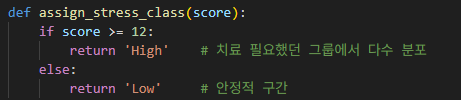 def assign_stress_class(score):
    if score >= 12:
        return 'High'    # 치료 필요했던 그룹에서 다수 분포
    else:
        return 'Low'     # 안정적 구간